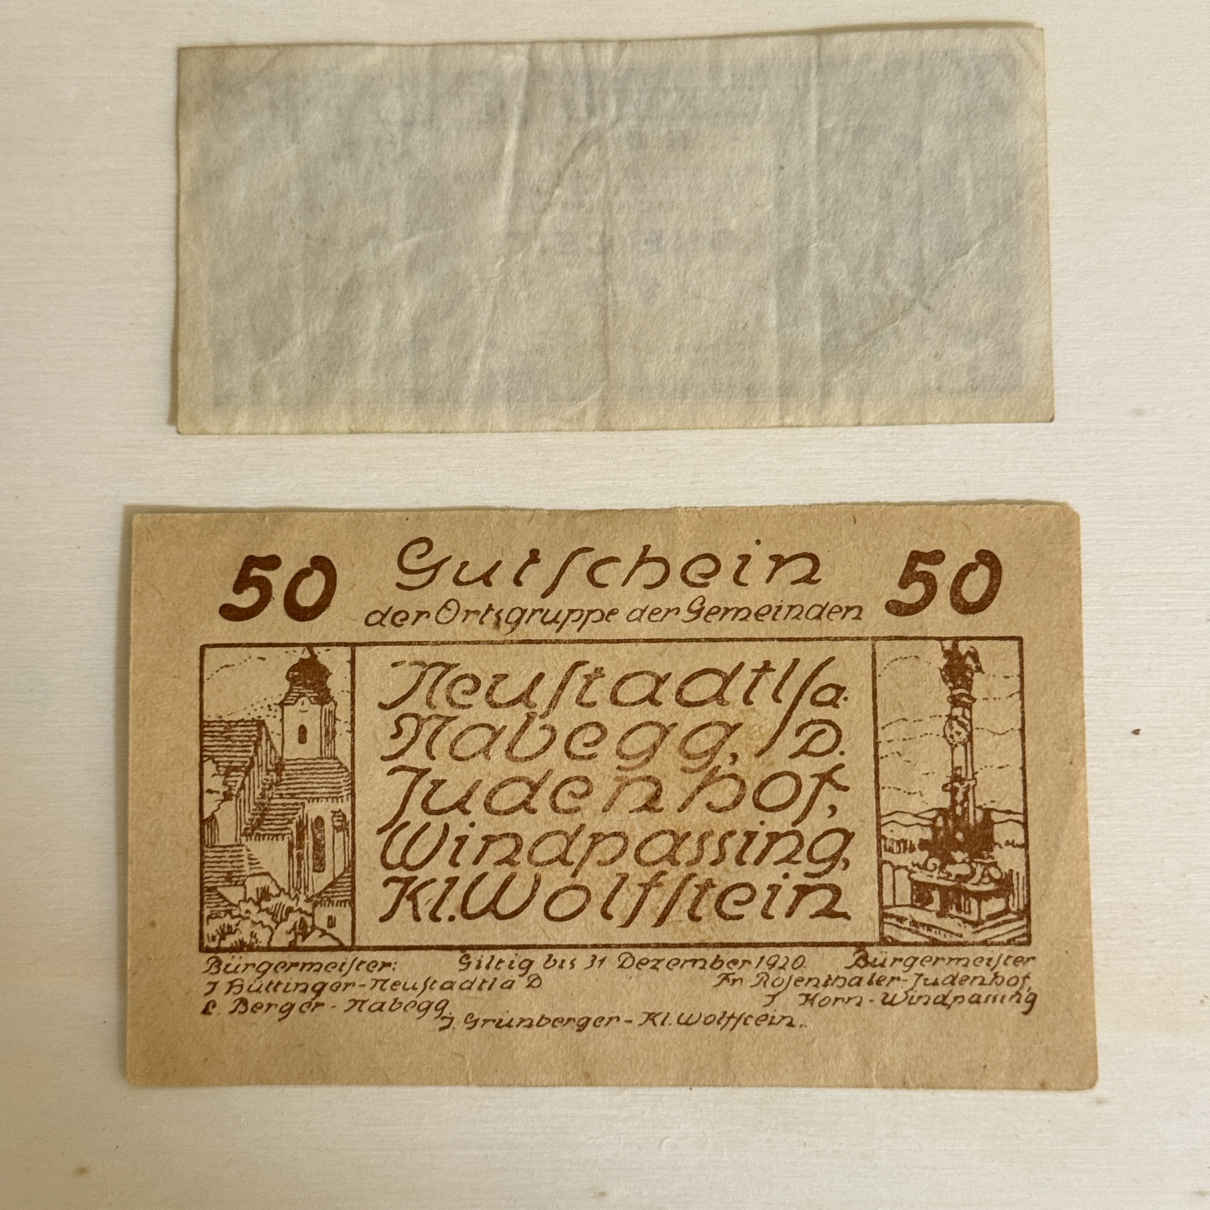 50 Gutschein 50
der Ortsgruppe der Gemeinden
Neustadtl/a.
Nabegg, D.
Judenhof,
Windpassing,
Kl. Wolfstein
Bürgermeister: Giltig bis 31 Dezember 1920. Bürgermeister
J Büttinger-Neustadtl a D Fr Rosenthaler-Judenhof,
L. Berger - Nabegg, J. Horn - Windpassing
J. Grünberger - Kl. Wolfstein.